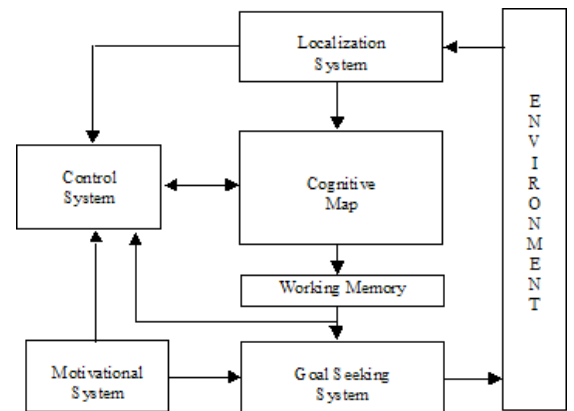 Localization
System
E
N
V
I
R
O
N
M
E
N
T
Control
System
Cognitive
Map
Working Memory
Motivational
System
Goal Seeking
System